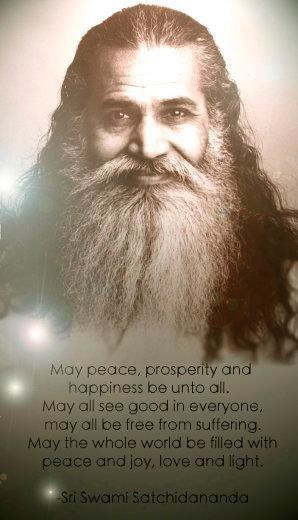 May peace, prosperity and
happiness be unto all.
May all see good in everyone,
may all be free from suffering.
May the whole world be filled with
peace and joy, love and light.
-Sri Swami Satchidananda